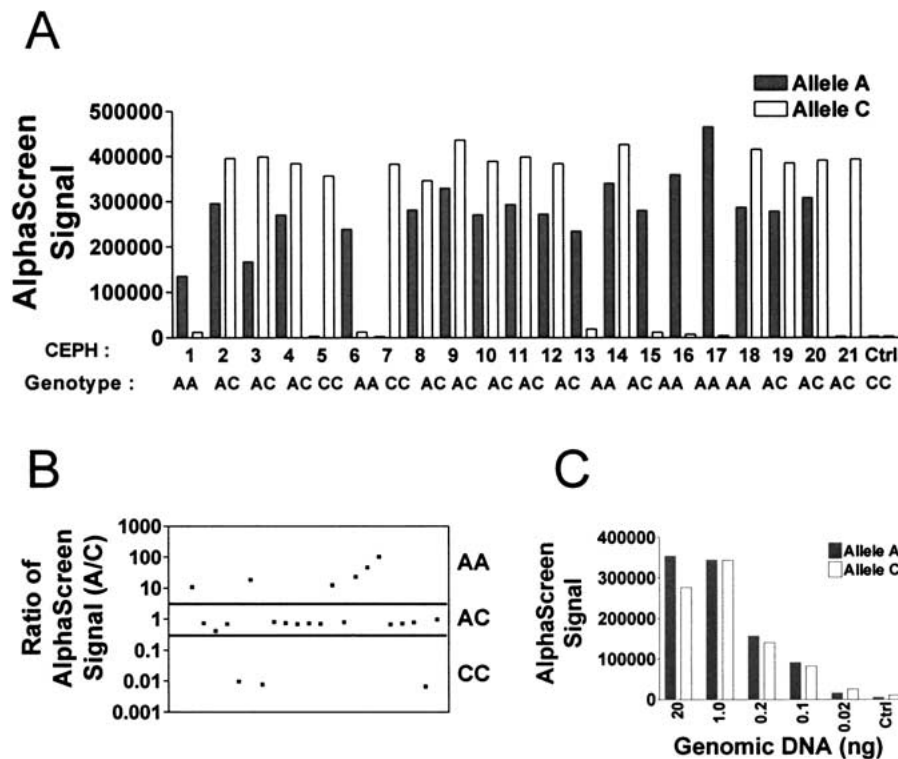 A
Allele A
Allele C
AlphaScreen
Signal
500000
400000
300000
200000
100000
0
CEPH : 1 2 3 4 5 6 7 8 9 10 11 12 13 14 15 16 17 18 19 20 21 Ctrl
Genotype : AA AC AC AC CC AA CC AC AC AC AC AC AC AA AC AA AA AA AC AC AC CC
B
Ratio of
AlphaScreen
Signal (A/C)
1000
100
10
1
0.1
0.01
0.001
AA
AC
CC
C
AlphaScreen
Signal
400000
300000
200000
100000
0
Allele A
Allele C
20 1.0 0.2 0.1 0.02 Ctrl
Genomic DNA (ng)